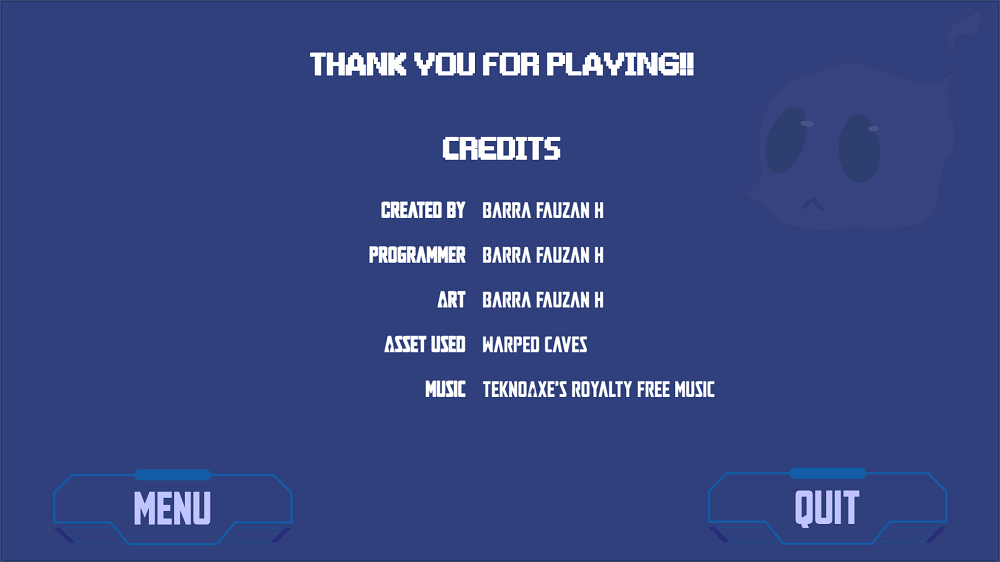 THANK YOU FOR PLAYING!!
CREDITS
CREATED BY BARRA FAUZAN H
PROGRAMMER BARRA FAUZAN H
ART BARRA FAUZAN H
ASSET USED WARPED CAVES
MUSIC TEKNOAXE'S ROYALTY FREE MUSIC
MENU
QUIT